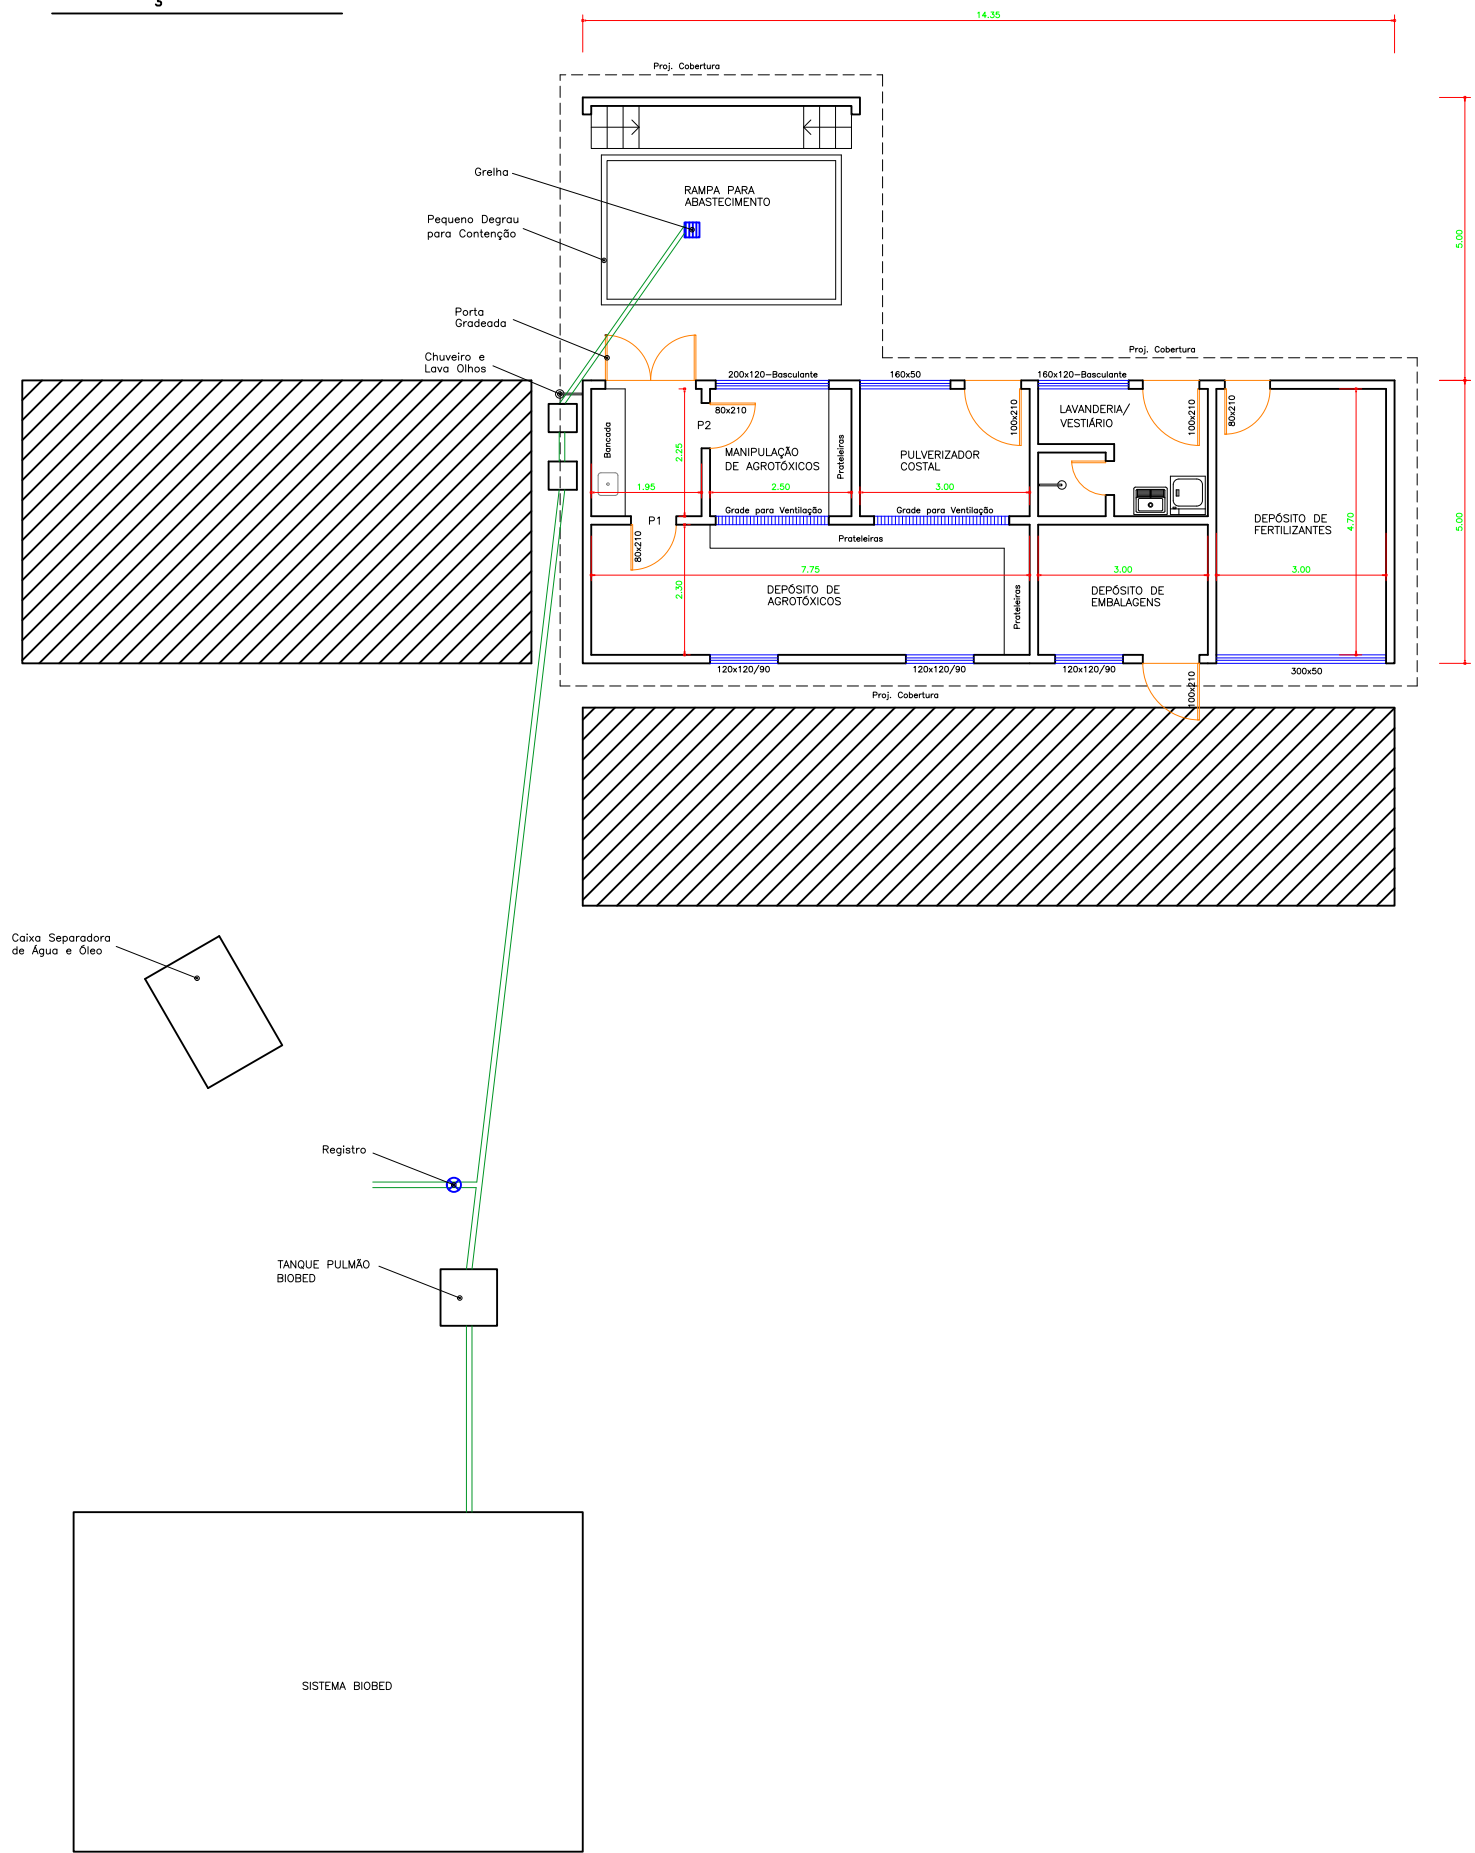 3
14.35
Proj. Cobertura
5.00
Grelha
RAMPA PARA
ABASTECIMENTO
Pequeno Degrau
para Contenção
Porta
Gradeada
Chuveiro e
Lava Olhos
Proj. Cobertura
200x120-Basculante
160x50
160x120-Basculante
80x210
P2
Bancada
2.25
MANIPULAÇÃO
DE AGROTÓXICOS
Prateleiras
PULVERIZADOR
COSTAL
100x210
LAVANDERIA/
VESTIÁRIO
100x210
80x210
1.95
2.50
3.00
Grade para Ventilação
Grade para Ventilação
P1
80x210
Prateleiras
DEPÓSITO DE
FERTILIZANTES
4.70
5.00
7.75
3.00
3.00
2.30
DEPÓSITO DE
AGROTÓXICOS
Prateleiras
DEPÓSITO DE
EMBALAGENS
120x120/90
120x120/90
120x120/90
100x210
300x50
Proj. Cobertura
Caixa Separadora
de Água e Óleo
Registro
TANQUE PULMÃO
BIOBED
SISTEMA BIOBED